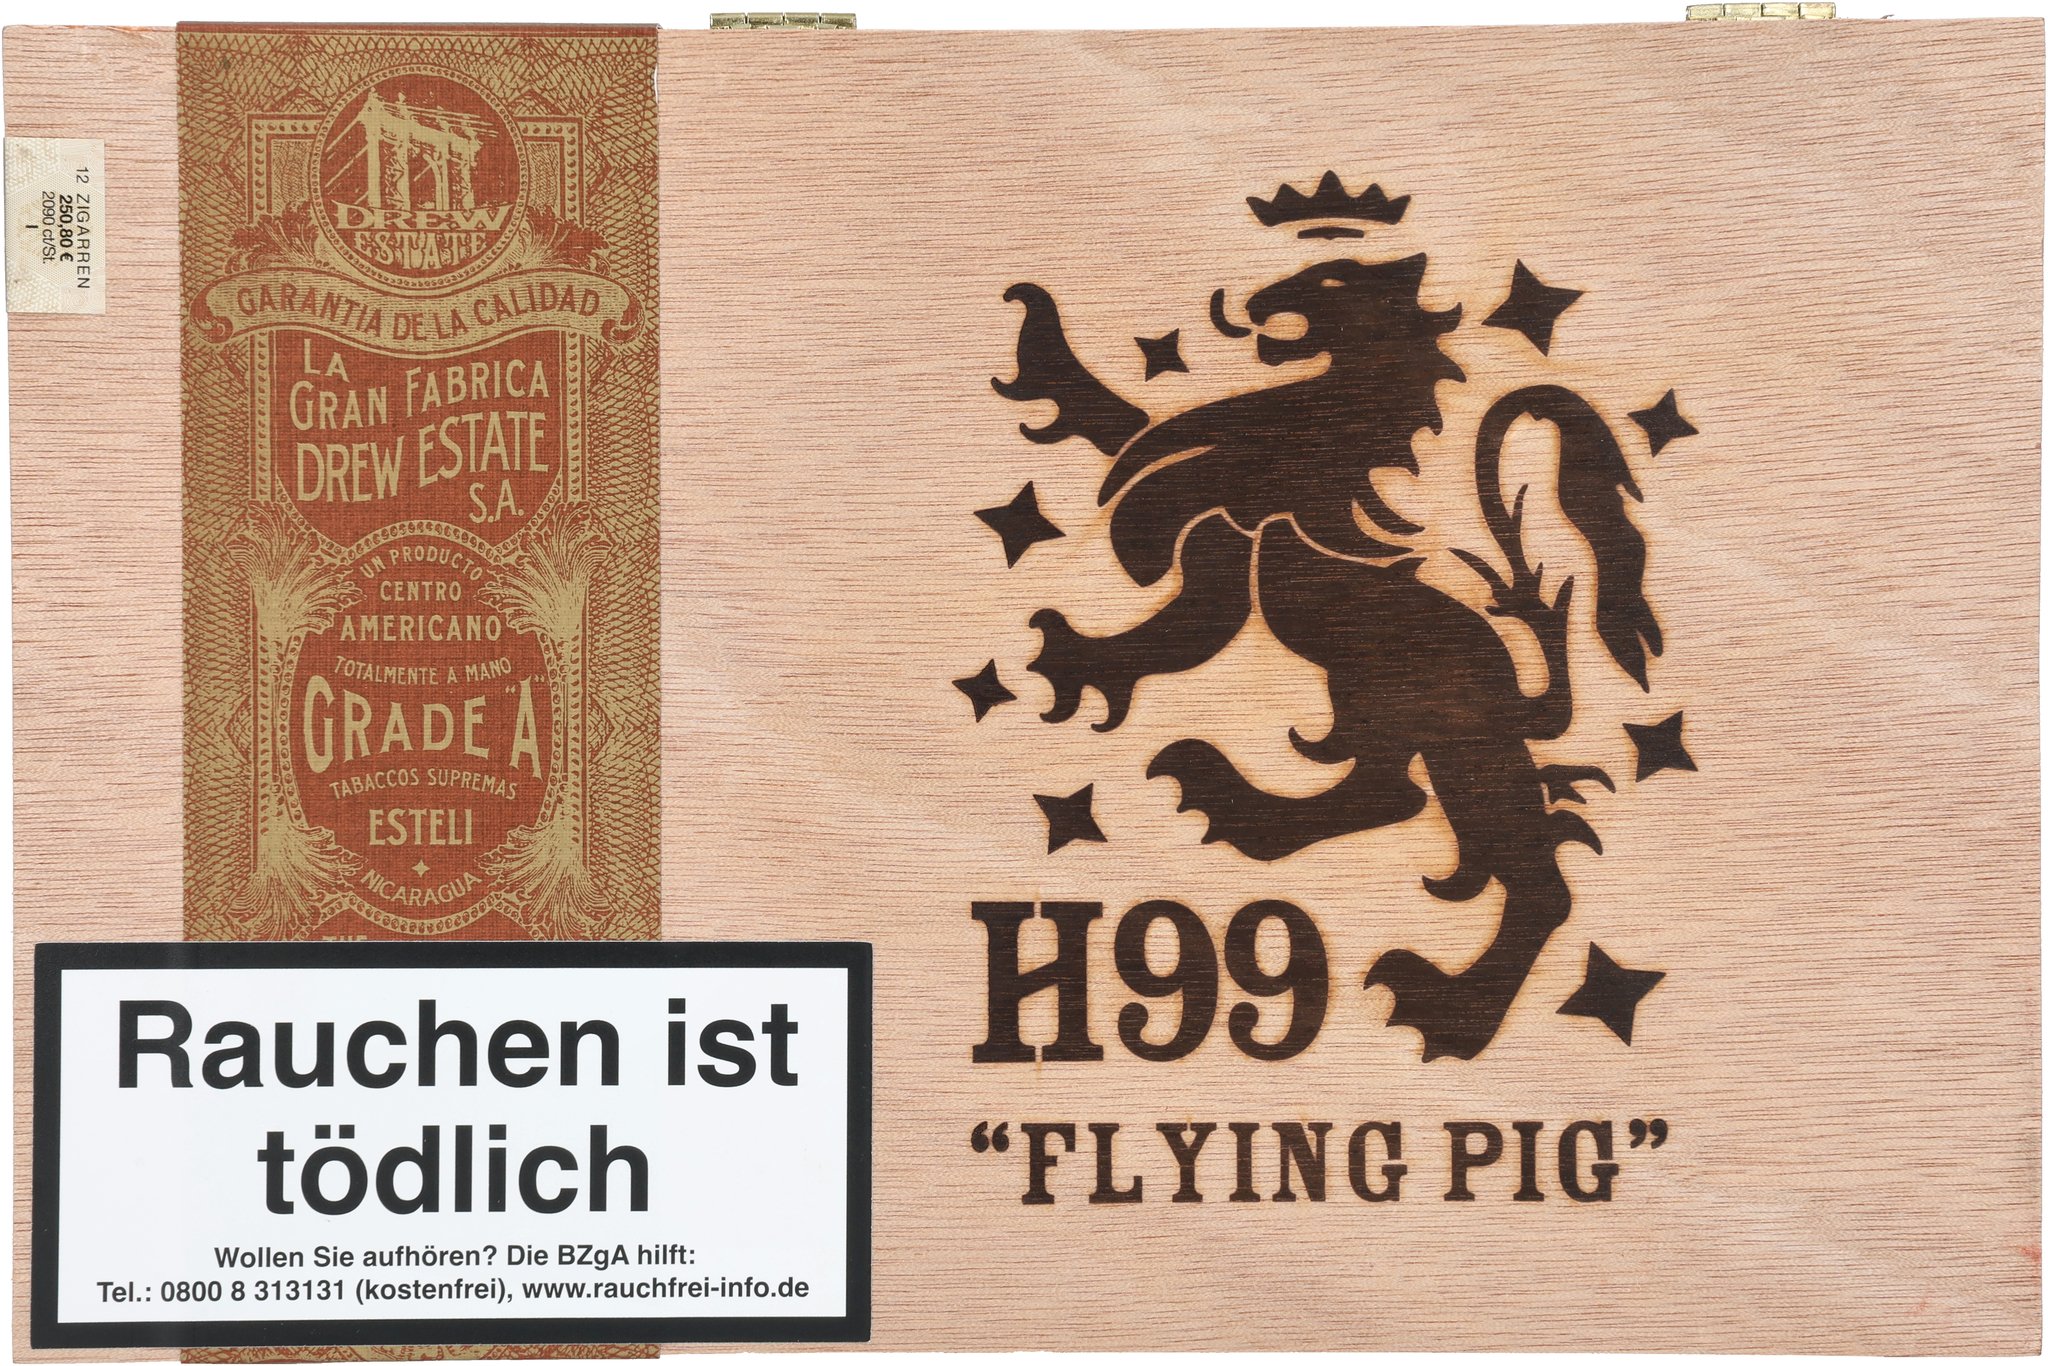 12 ZIGARREN
250,80 €
2090 ct/St.
I
DREW
ESTATE
GARANTIA DE LA CALIDAD
LA
GRAN FABRICA
DREW ESTATE
S.A.
UN PRODUCTO
CENTRO
AMERICANO
TOTALMENTE A MANO
GRADE "A"
TABACCOS SUPREMAS
ESTELI
NICARAGUA
H99
“FLYING PIG”
Rauchen ist
tödlich
Wollen Sie aufhören? Die BZgA hilft:
Tel.: 0800 8 313131 (kostenfrei), www.rauchfrei-info.de